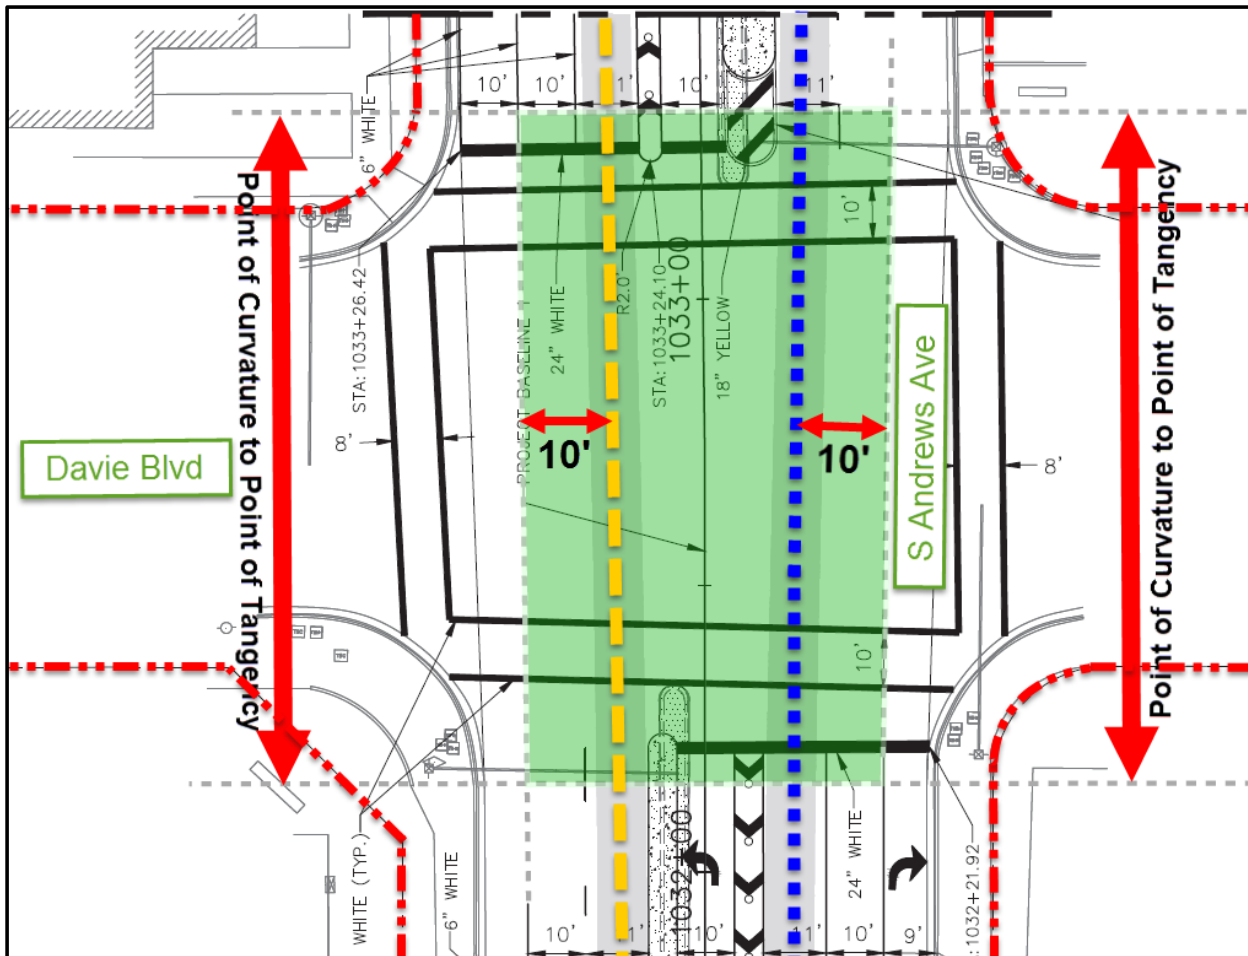 10' 10' 1' 10' 11'
6" WHITE
10'
Point of Curvature to Point of Tangency
Point of Curvature to Point of Tangency
STA: 1033+26.42
24" WHITE
R2.0'
STA: 1033+24.10
1033+00
18" YELLOW
PROJECT BASELINE 1
S Andrews Ave
8'
8'
Davie Blvd
10'
10'
10'
WHITE (TYP.)
6" WHITE
1032+00
24" WHITE
:1032+21.92
10' 1' 10' 1' 10' 9'